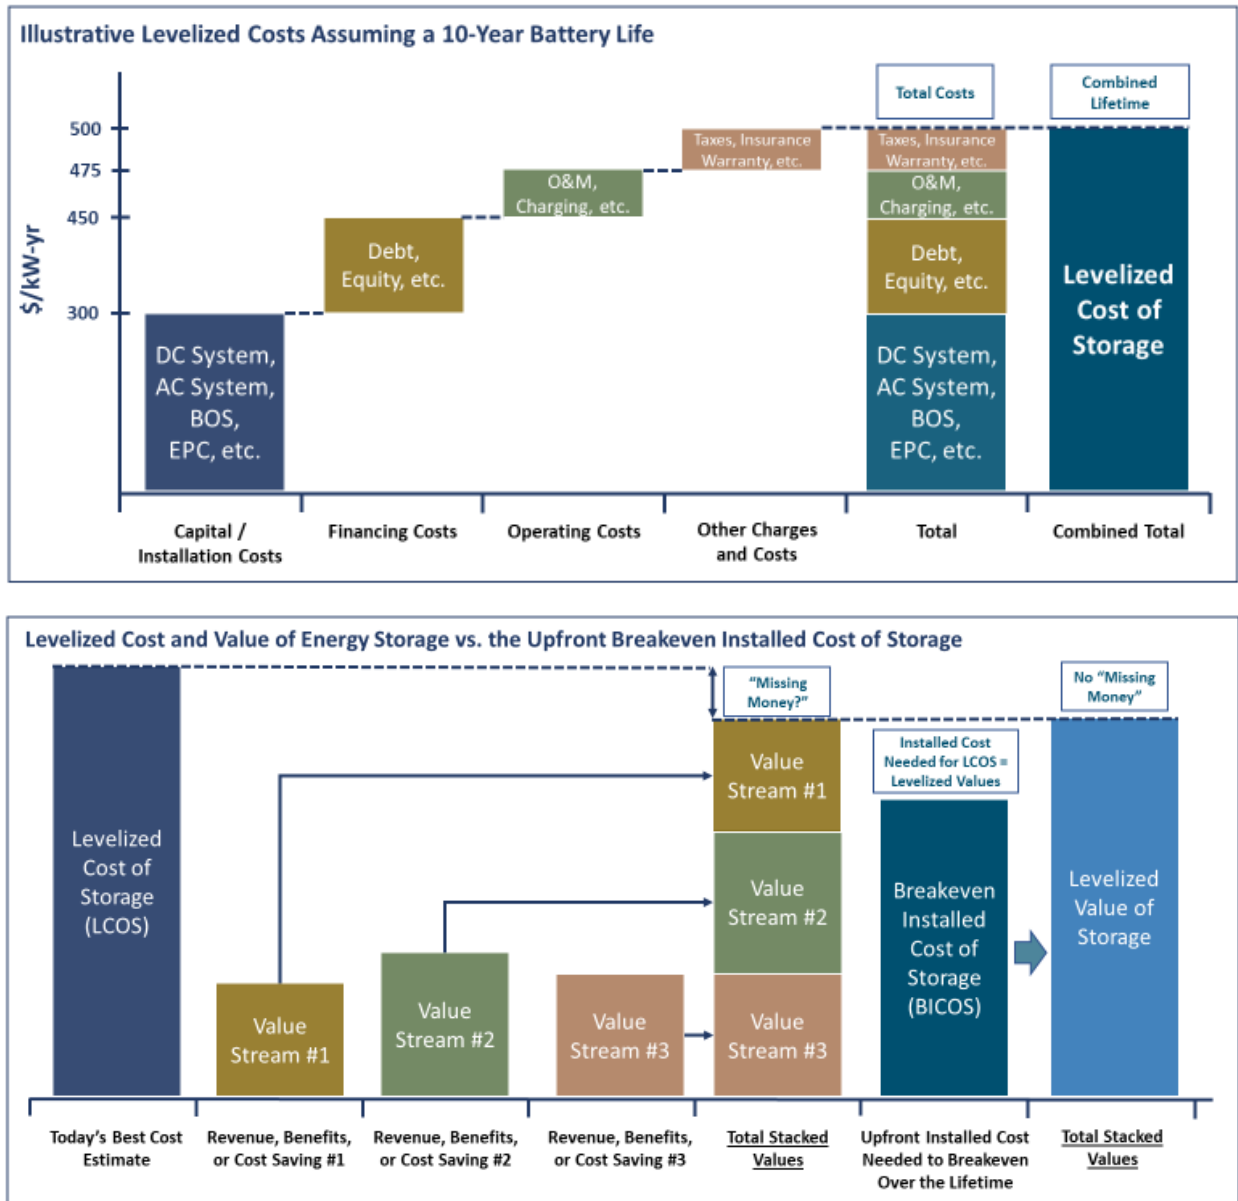 Illustrative Levelized Costs Assuming a 10-Year Battery Life
Total Costs
Combined
Lifetime
$/kW-yr
500
475
450
300
DC System,
AC System,
BOS,
EPC, etc.
Debt,
Equity, etc.
O&M,
Charging, etc.
Taxes, Insurance
Warranty, etc.
Taxes, Insurance
Warranty, etc.
O&M,
Charging, etc.
Debt,
Equity, etc.
DC System,
AC System,
BOS,
EPC, etc.
Levelized
Cost of
Storage
Capital /
Installation Costs
Financing Costs
Operating Costs
Other Charges
and Costs
Total
Combined Total
Levelized Cost and Value of Energy Storage vs. the Upfront Breakeven Installed Cost of Storage
Levelized
Cost of
Storage
(LCOS)
Value
Stream #1
Value
Stream #2
Value
Stream #3
“Missing
Money?”
Value
Stream #1
Value
Stream #2
Value
Stream #3
Installed Cost
Needed for LCOS =
Levelized Values
Breakeven
Installed
Cost of
Storage
(BICOS)
No “Missing
Money”
Levelized
Value of
Storage
Today’s Best Cost
Estimate
Revenue, Benefits,
or Cost Saving #1
Revenue, Benefits,
or Cost Saving #2
Revenue, Benefits,
or Cost Saving #3
Total Stacked
Values
Upfront Installed Cost
Needed to Breakeven
Over the Lifetime
Total Stacked
Values